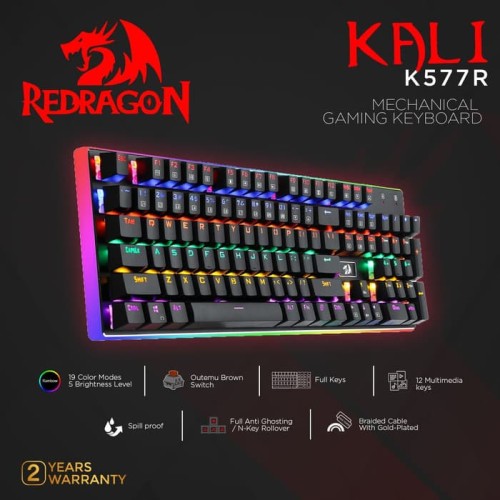 REDRAGON
KALI
K577R
MECHANICAL
GAMING KEYBOARD
Rainbow
19 Color Modes
5 Brightness Level
Outemu Brown
Switch
Full Keys
12 Multimedia
keys
Spill proof
Full Anti Ghosting
/ N-Key Rollover
Braided Cable
With Gold-Plated
2 YEARS
WARRANTY